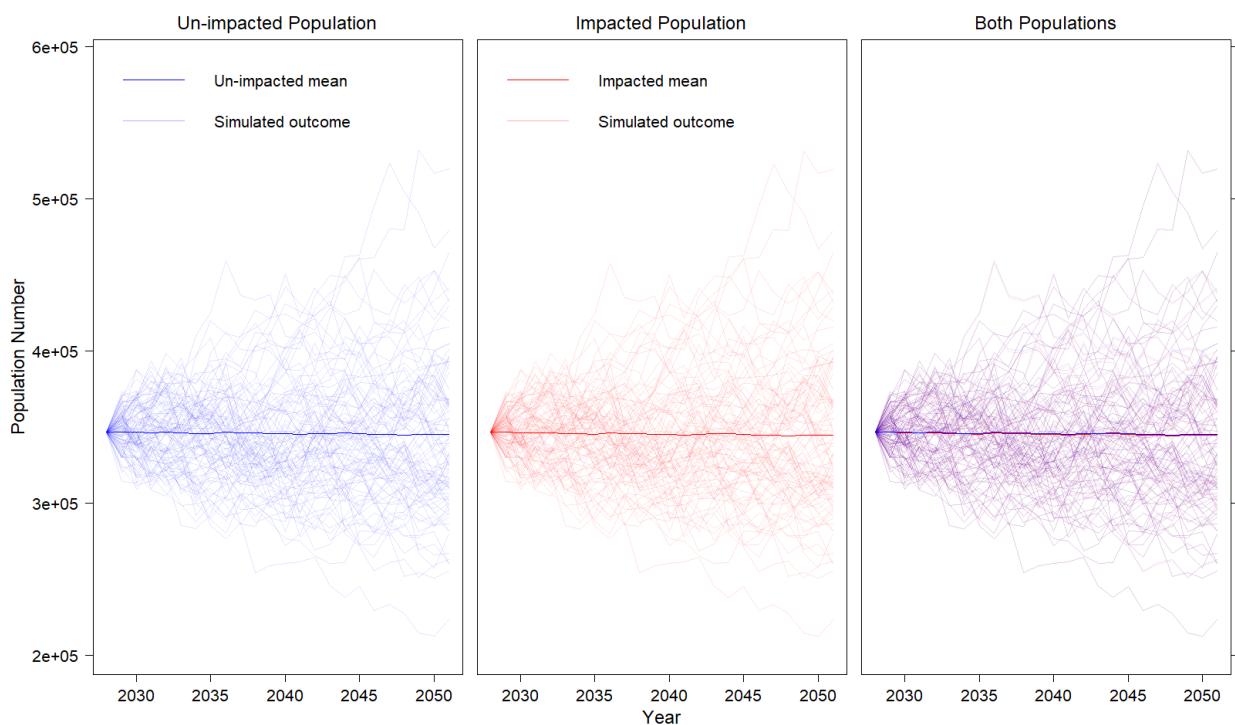 Un-impacted Population
Impacted Population
Both Populations
Un-impacted mean
Simulated outcome
Impacted mean
Simulated outcome
Population Number
6e+05
5e+05
4e+05
3e+05
2e+05
2030 2035 2040 2045 2050
2030 2035 2040 2045 2050
2030 2035 2040 2045 2050
Year